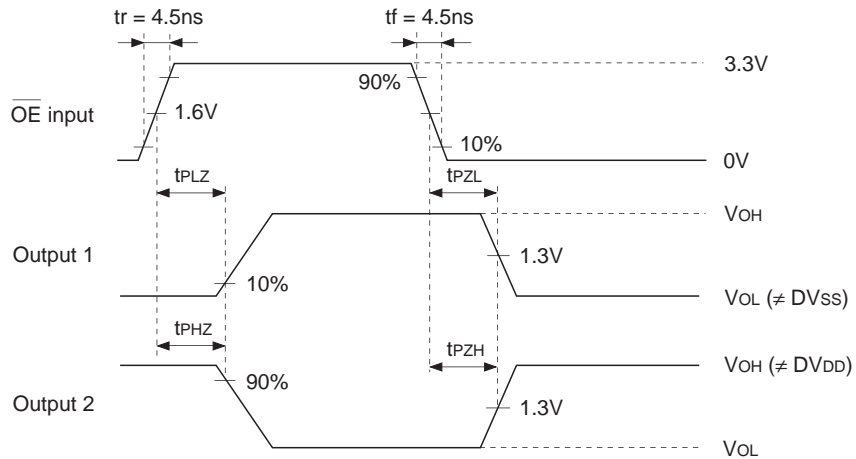 tr = 4.5ns tf = 4.5ns
3.3V
90%
OE input
1.6V
10%
0V
tPLZ tPZL
VOH
Output 1
1.3V
10%
VOL (≠ DVSS)
tPHZ tPZH
VOH (≠ DVDD)
90%
Output 2
1.3V
VOL